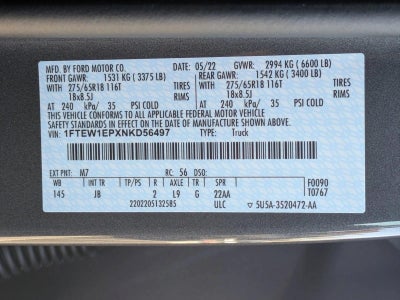 MFD. BY FORD MOTOR CO. 05/22 GVWR: 2994 KG ( 6600 LB)
FRONT GAWR: 1531 KG ( 3375 LB) REAR GAWR: 1542 KG ( 3400 LB)
WITH 275/65R18 116T TIRES WITH 275/65R18 116T TIRES
18x8.5J RIMS 18x8.5J RIMS
AT 240 kPa/ 35 PSI COLD AT 240 kPa/ 35 PSI COLD
THIS VEHICLE CONFORMS TO ALL APPLICABLE FEDERAL MOTOR VEHICLE
SAFETY STANDARDS IN EFFECT ON THE DATE OF MANUFACTURE SHOWN ABOVE.
VIN: 1FTEW1EPXNKD56497 TYPE: Truck
EXT PNT: M7 RC: 56 DSO: F0090
WB INT TR TP/PS R AXLE TR SPR T0767
145 JB 2 L9 G 22AA
2202205132585 ULC 5U5A-3520472-AA